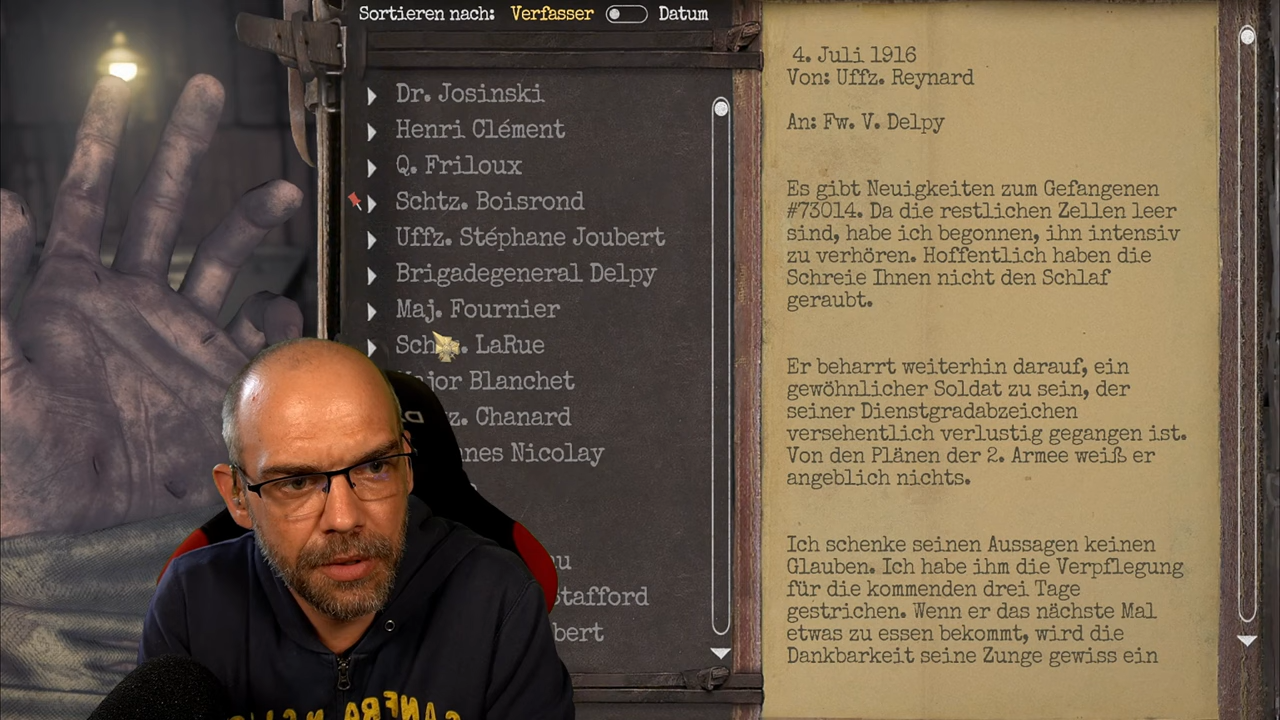 Sortieren nach: Verfasser Datum
Dr. Josinski
Henri Clément
Q. Friloux
Schtz. Boisrond
Uffz. Stéphane Joubert
Brigadegeneral Delpy
Maj. Fournier
LaRue
Blanchet
Chanard
Nicolay
Stafford
4. Juli 1916
Von: Uffz. Reynard
An: Fw. V. Delpy
Es gibt Neuigkeiten zum Gefangenen
#73014. Da die restlichen Zellen leer
sind, habe ich begonnen, ihn intensiv
zu verhören. Hoffentlich haben die
Schreie Ihnen nicht den Schlaf
geraubt.
Er beharrt weiterhin darauf, ein
gewöhnlicher Soldat zu sein, der
seiner Dienstgradabzeichen
versehentlich verlustig gegangen ist.
Von den Plänen der 2. Armee weiß er
angeblich nichts.
Ich schenke seinen Aussagen keinen
Glauben. Ich habe ihm die Verpflegung
für die kommenden drei Tage
gestrichen. Wenn er das nächste Mal
etwas zu essen bekommt, wird die
Dankbarkeit seine Zunge gewiss ein